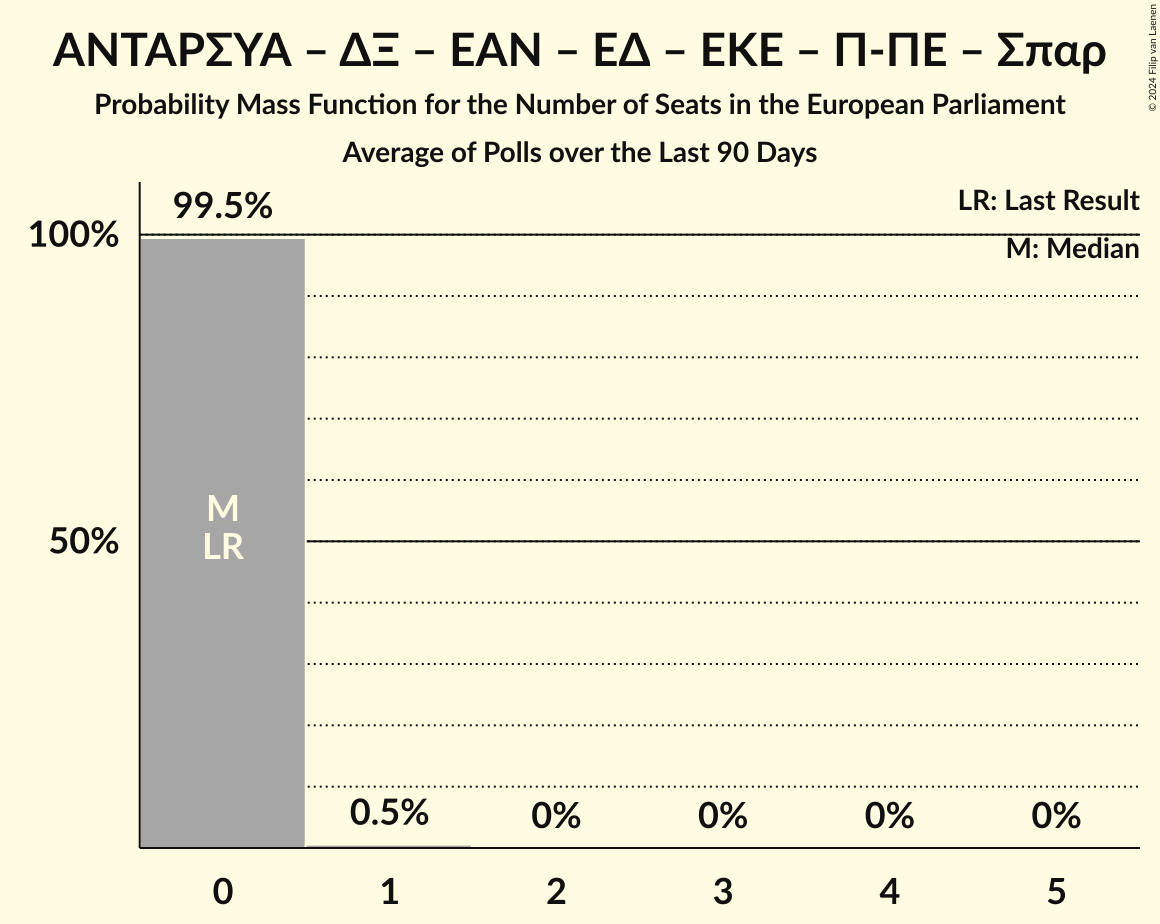 ΑΝΤΑΡΣΥΑ – ΔΞ – ΕΑΝ – ΕΔ – ΕΚΕ – Π-ΠΕ – Σπαρ
Probability Mass Function for the Number of Seats in the European Parliament
Average of Polls over the Last 90 Days
© 2024 Filip van Laenen
LR: Last Result
M: Median
99.5%
100%
M
LR
50%
0.5%
0%
0%
0%
0%
0
1
2
3
4
5